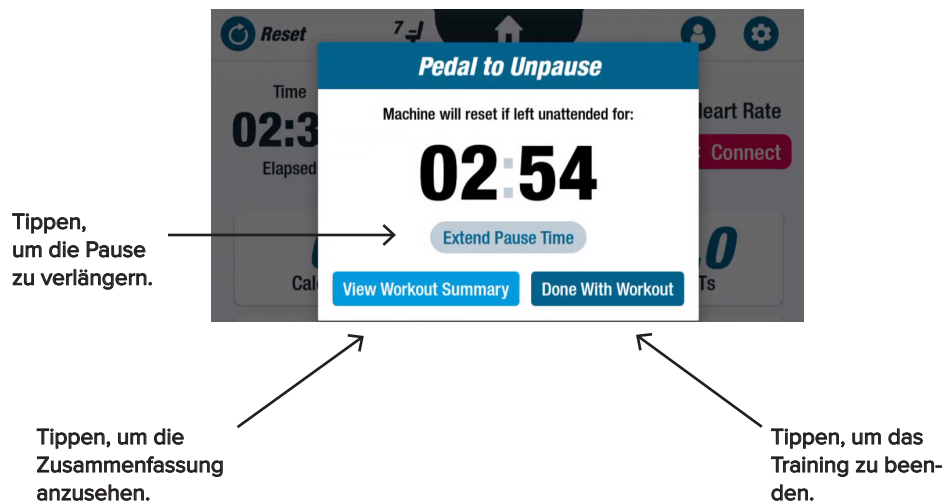 Reset
7
Pedal to Unpause
Time
Machine will reset if left unattended for:
Heart Rate
02:3
02:54
Connect
Elapsed
Tippen,
um die Pause
zu verlängern.
Extend Pause Time
.0
View Workout Summary
Done With Workout
Tippen, um die
Zusammenfassung
anzusehen.
Tippen, um das
Training zu been-
den.